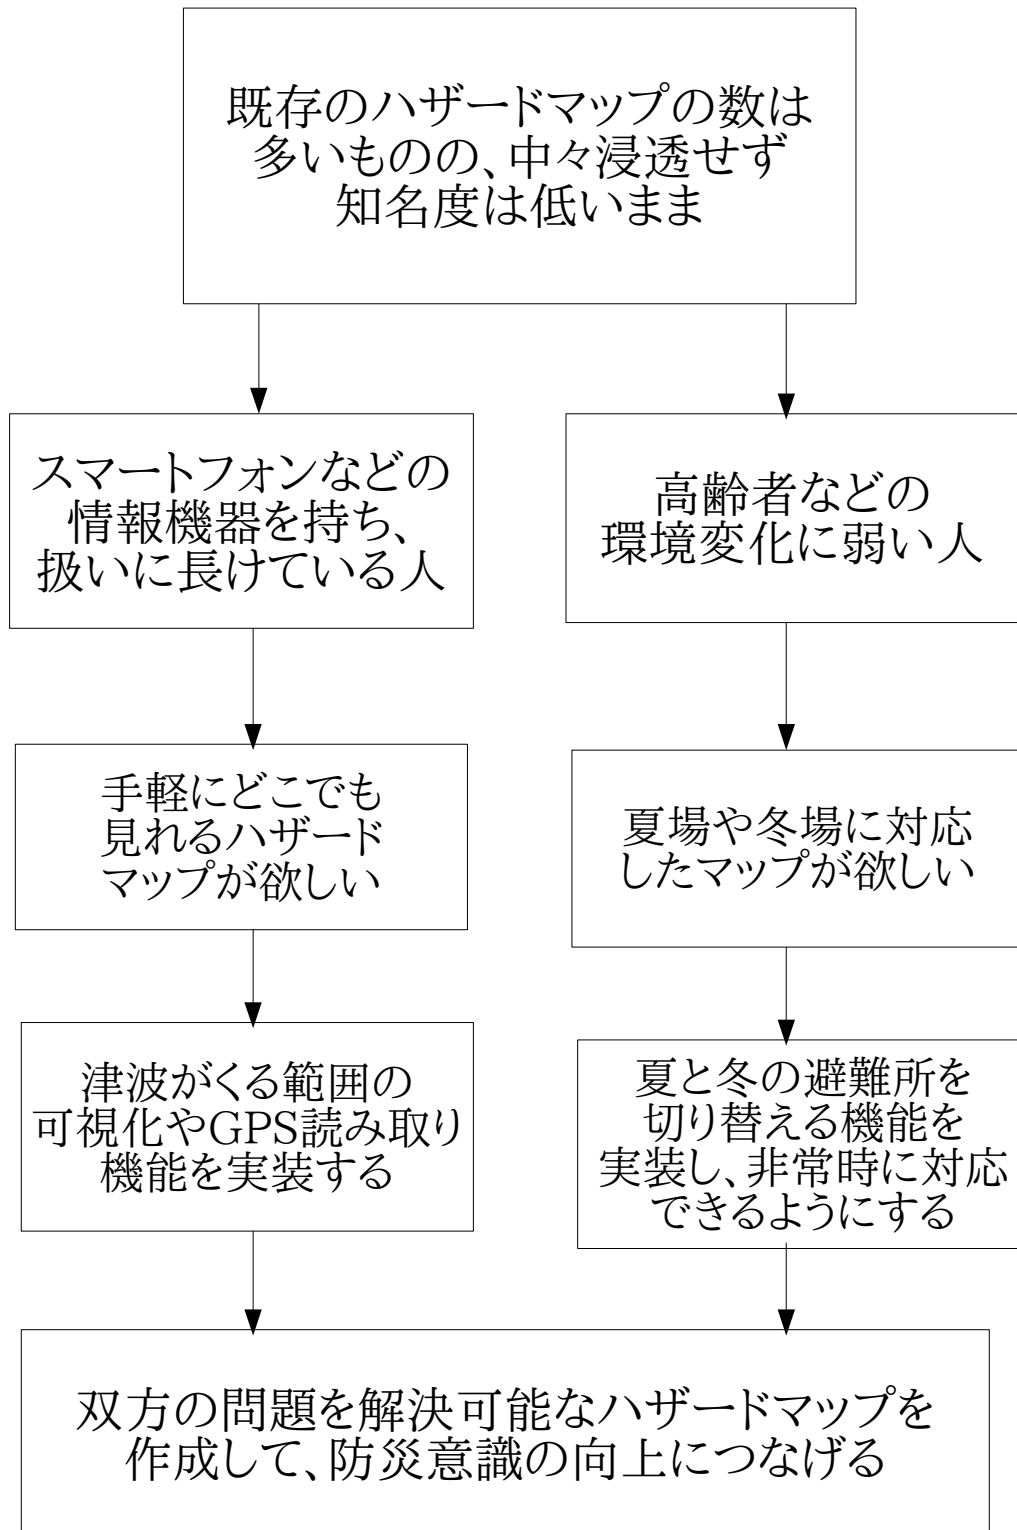 既存のハザードマップの数は
多いものの、中々浸透せず
知名度は低いまま
スマートフォンなどの
情報機器を持ち、
扱いに長けている人
高齢者などの
環境変化に弱い人
手軽にどこでも
見れるハザード
マップが欲しい
夏場や冬場に対応
したマップが欲しい
津波がくる範囲の
可視化やGPS読み取り
機能を実装する
夏と冬の避難所を
切り替える機能を
実装し、非常時に対応
できるようにする
双方の問題を解決可能なハザードマップを
作成して、防災意識の向上につなげる